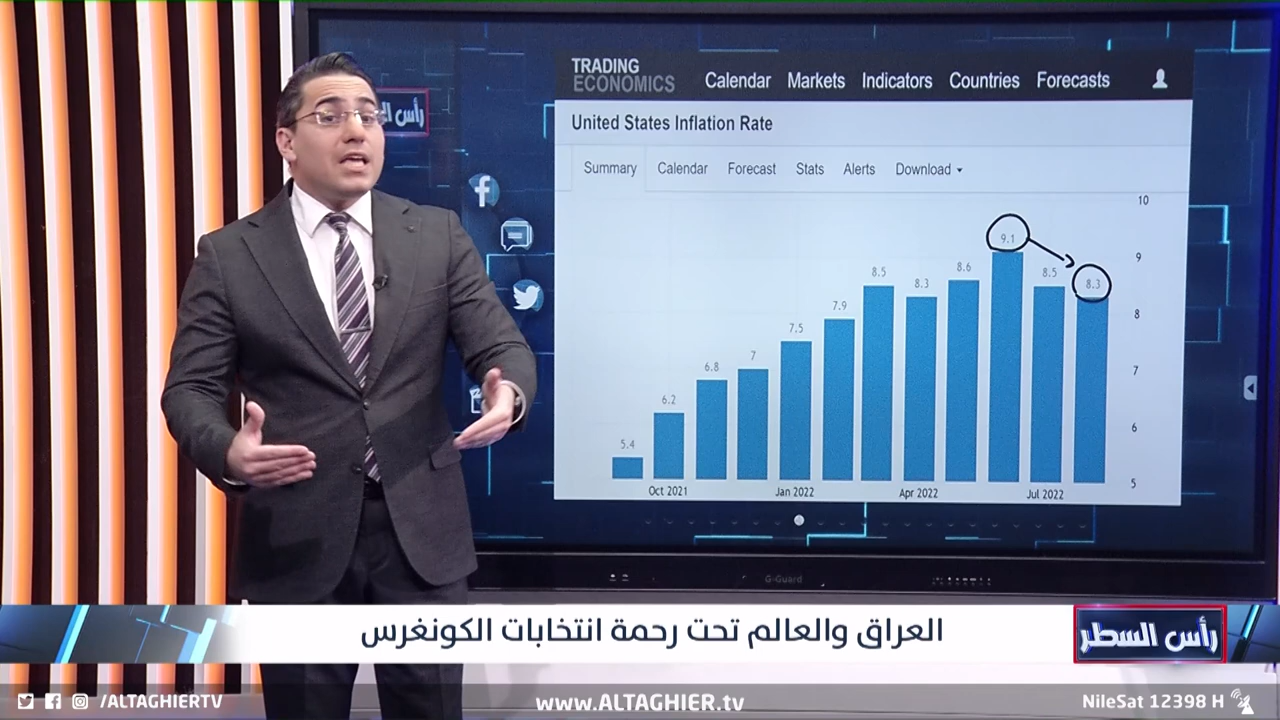 TRADING
ECONOMICS
Calendar Markets Indicators Countries Forecasts
United States Inflation Rate
Summary Calendar Forecast Stats Alerts Download
10
9
8
7
6
5
5.4
6.2
6.8
7
7.5
7.9
8.5
8.3
8.6
9.1
8.5
8.3
Oct 2021
Jan 2022
Apr 2022
Jul 2022
G-Guard
رأس السطر
العراق والعالم تحت رحمة انتخابات الكونغرس
/ALTAGHIERTV
www.ALTAGHIER.tv
NileSat 12398 H